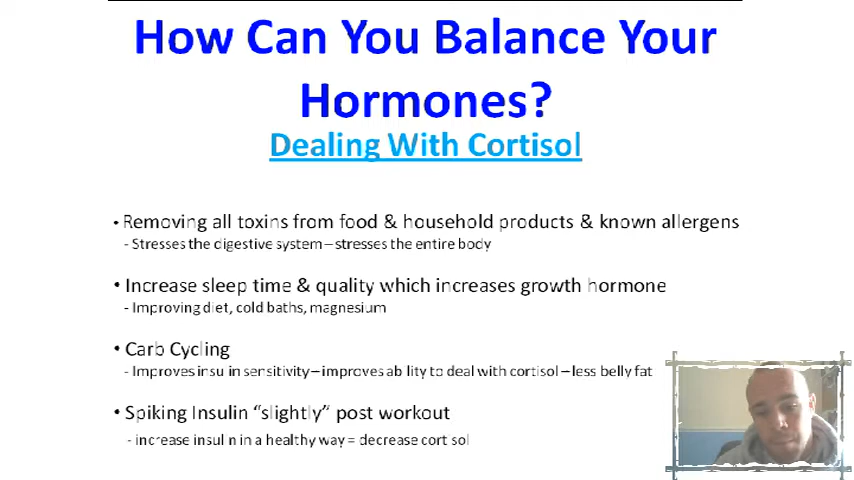 How Can You Balance Your
Hormones?
Dealing With Cortisol
• Removing all toxins from food & household products & known allergens
- Stresses the digestive system – stresses the entire body
• Increase sleep time & quality which increases growth hormone
- Improving diet, cold baths, magnesium
• Carb Cycling
- Improves insulin sensitivity – improves ability to deal with cortisol – less belly fat
• Spiking Insulin “slightly” post workout
- increase insulin in a healthy way = decrease cortisol